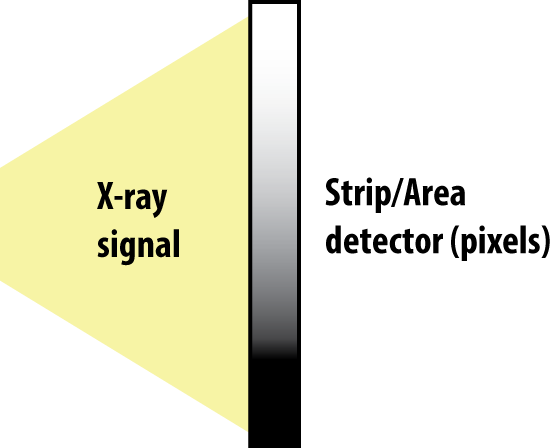 X-ray
signal
Strip/Area
detector (pixels)